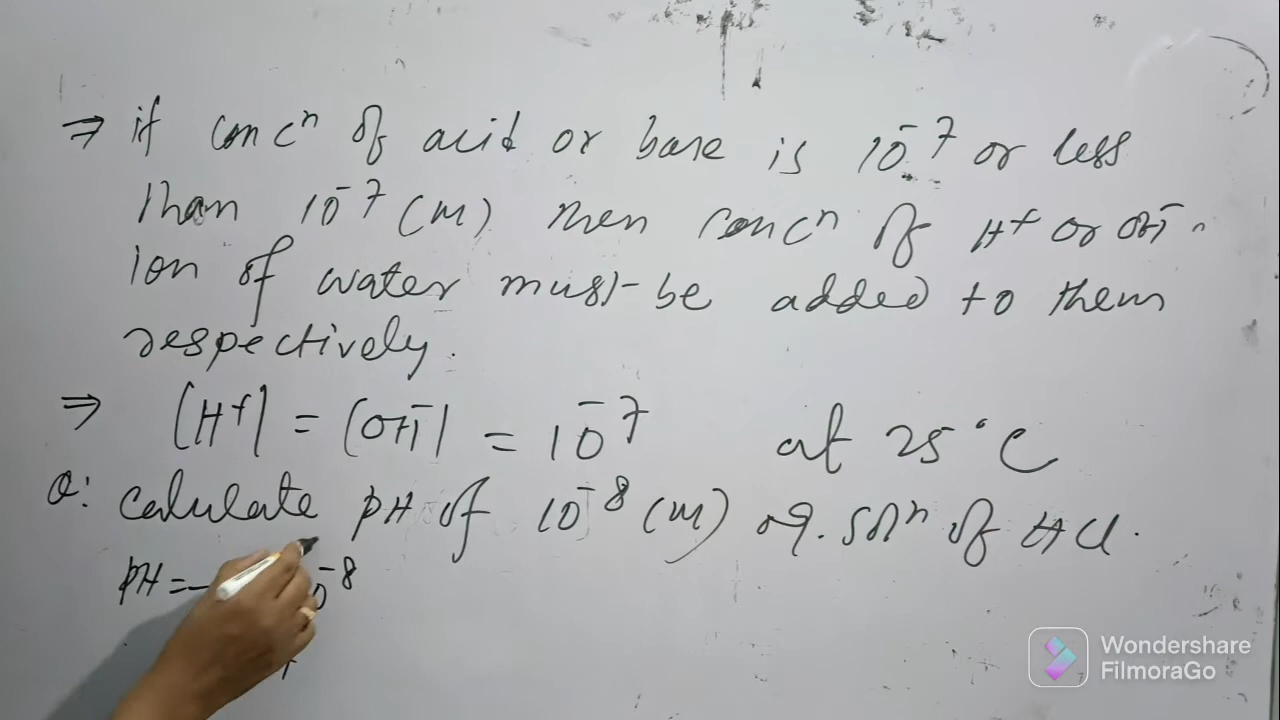 ⇒ if concⁿ of acid or base is 10⁻⁷ or less
than 10⁻⁷ (M) then concⁿ of H⁺ or OH⁻
ion of water must be added to them
respectively.
⇒ [H⁺] = [OH⁻] = 10⁻⁷ at 25°C
Q: calculate pH of 10⁻⁸ (M) aq. solⁿ of HCl.
pH = – 10⁻⁸
Wondershare
FilmoraGo